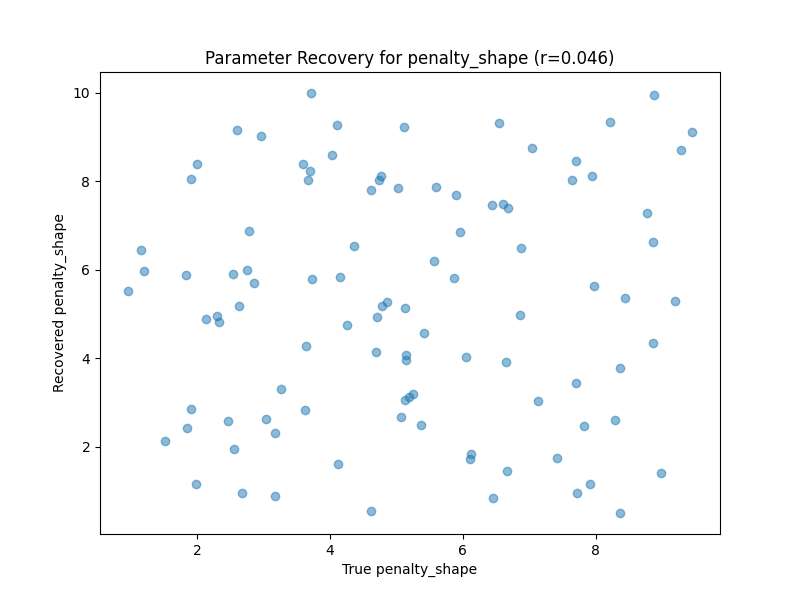 Parameter Recovery for penalty_shape (r=0.046)
10
8
6
4
2
Recovered penalty_shape
2 4 6 8
True penalty_shape